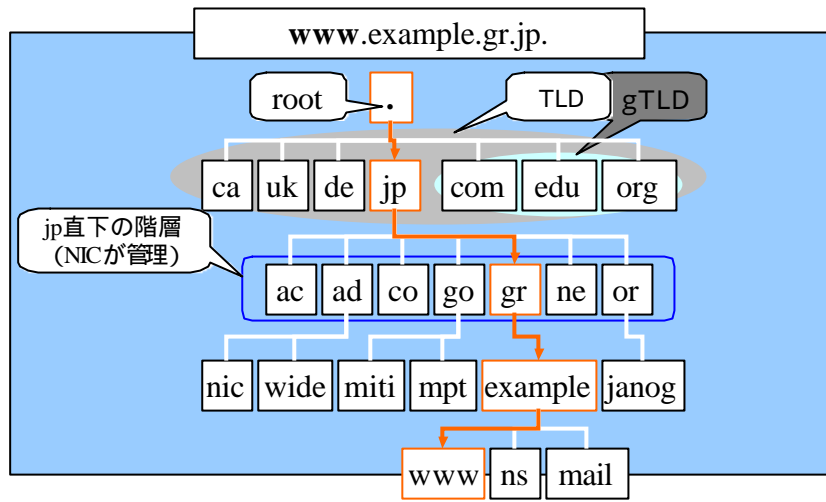 www.example.gr.jp.
root
.
TLD
gTLD
ca
uk
de
jp
com
edu
org
jp直下の階層
(NICが管理)
ac
ad
co
go
gr
ne
or
nic
wide
miti
mpt
example
janog
www
ns
mail